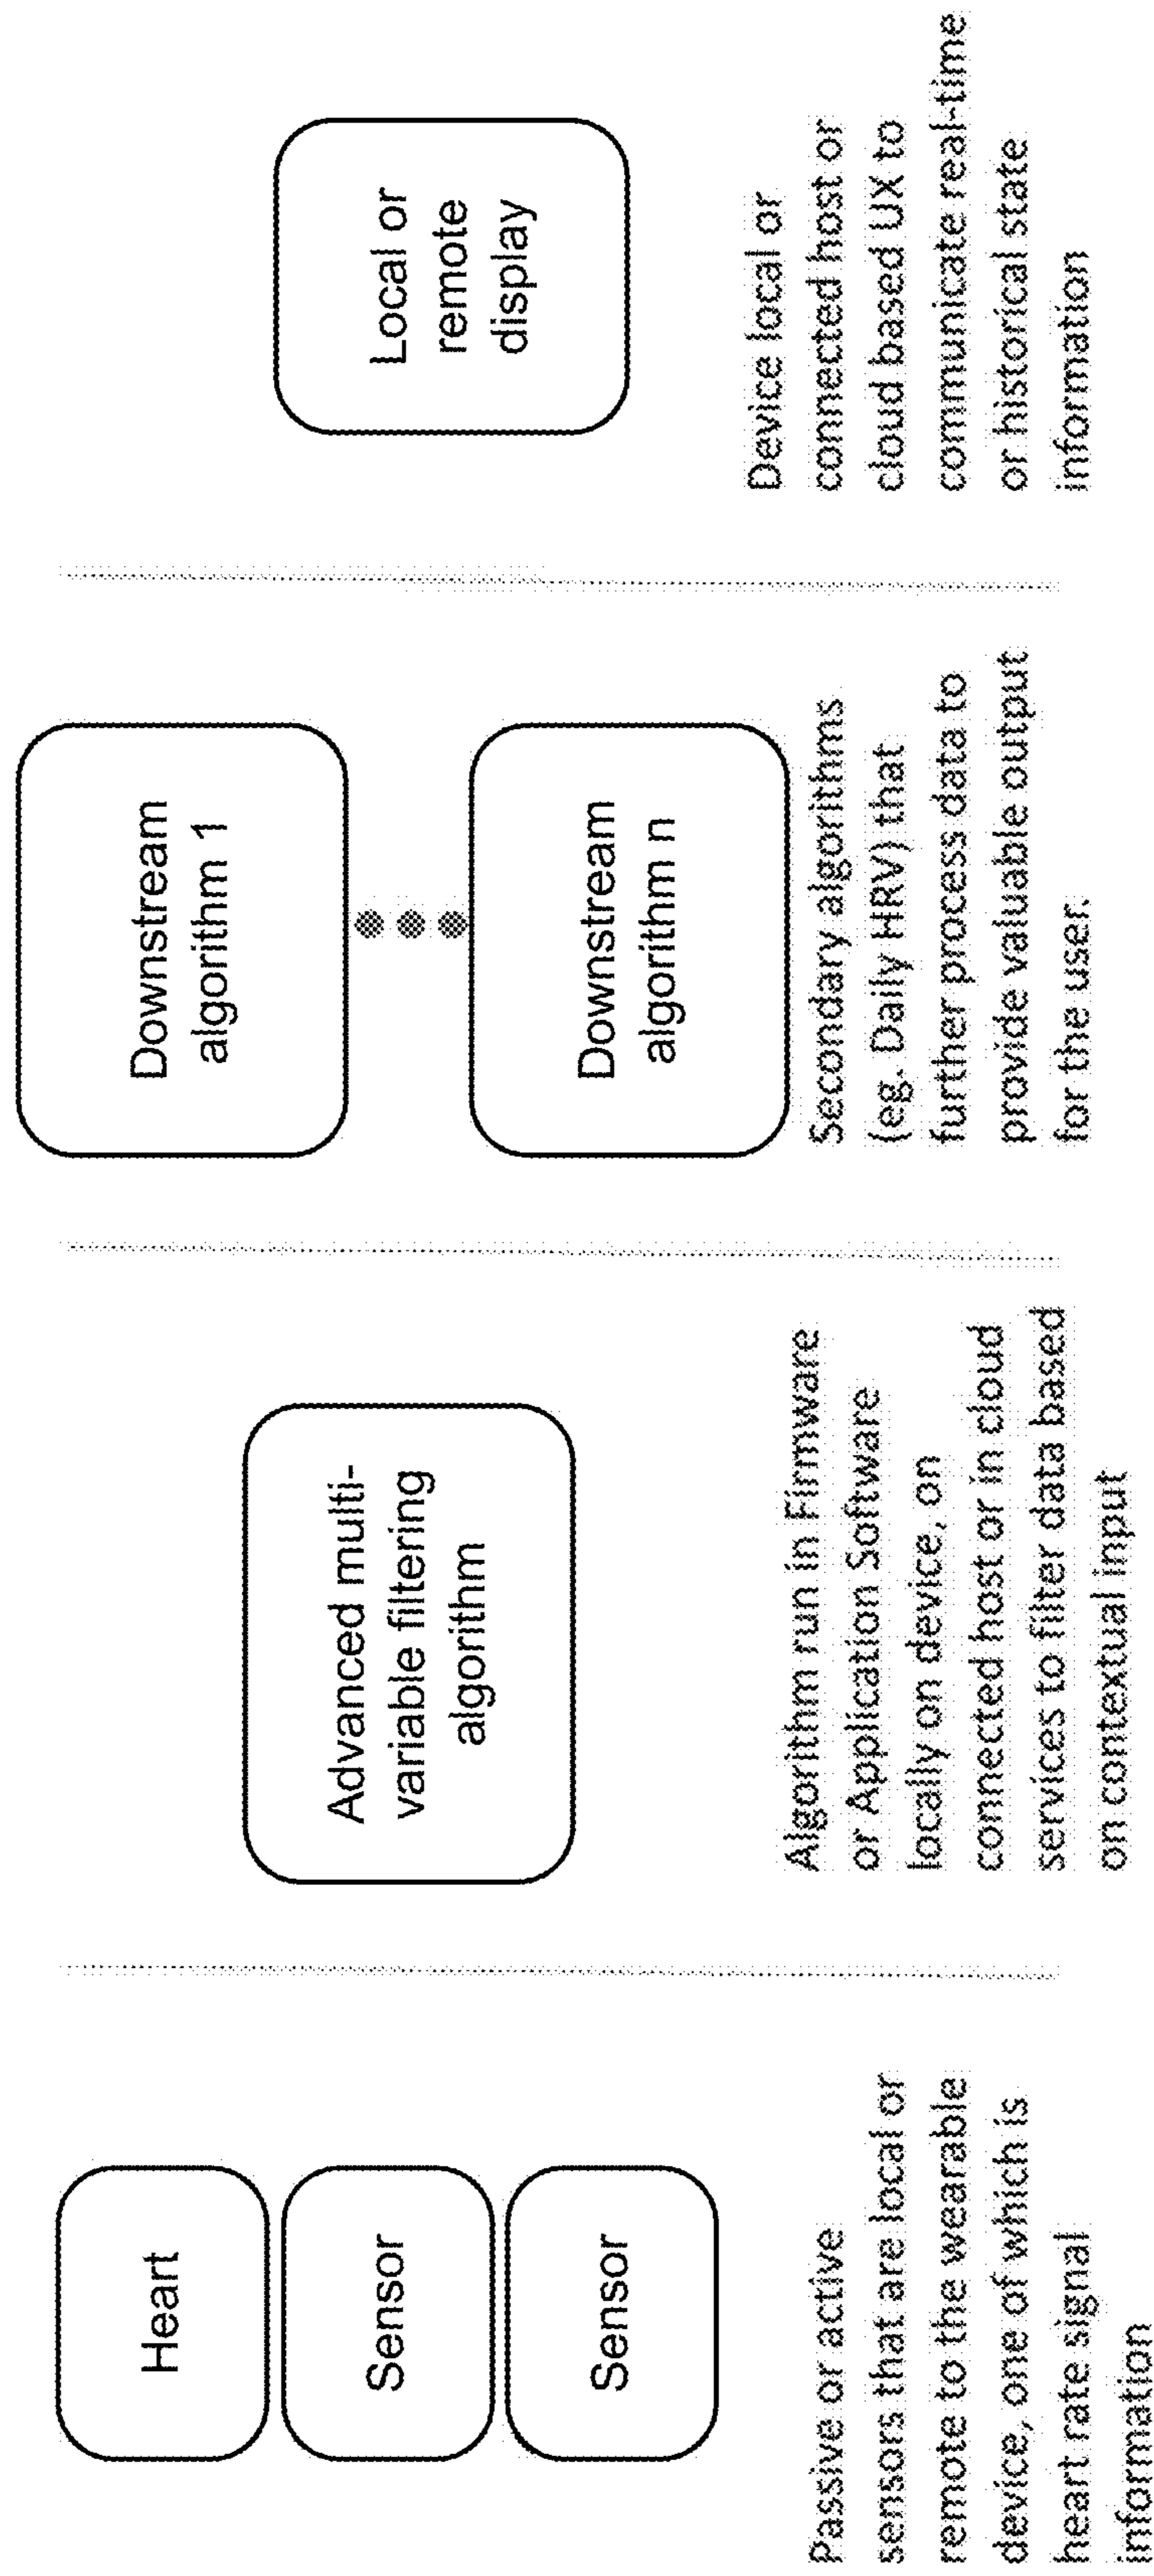 Heart
Sensor
Sensor
Passive or active
sensors that are local or
remote to the wearable
device, one of which is
heart rate signal
information
Advanced multi-
variable filtering
algorithm
Algorithm run in Firmware
or Application Software
locally on device, on
connected host or in cloud
services to filter data based
on contextual input
Downstream
algorithm 1
Downstream
algorithm n
Secondary algorithms
(eg. Daily HRV) that
further process data to
provide valuable output
for the user.
Local or
remote
display
Device local or
connected host or
cloud based UX to
communicate real-time
or historical state
information